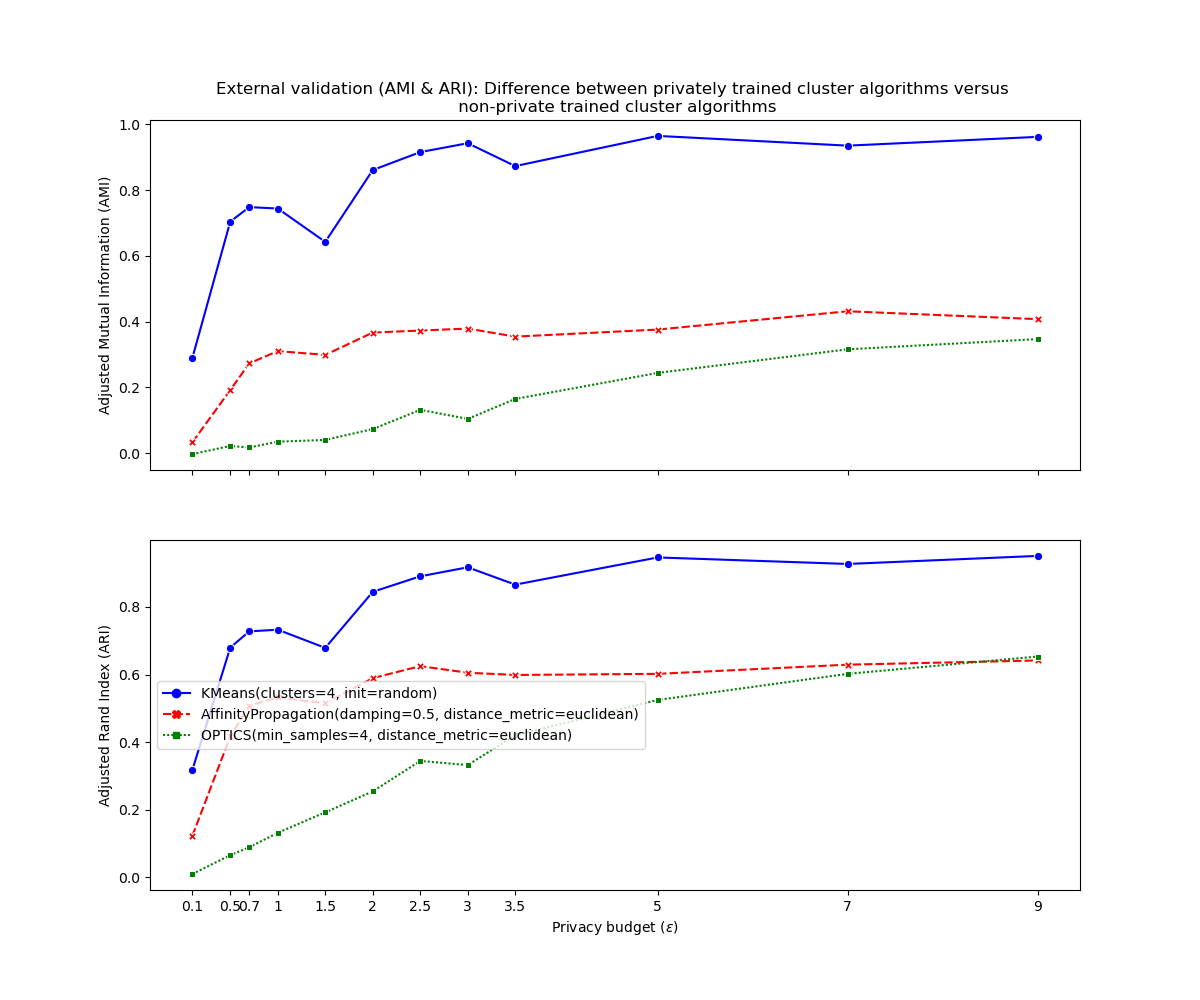 External validation (AMI & ARI): Difference between privately trained cluster algorithms versus
non-private trained cluster algorithms
1.0
0.8
0.6
0.4
0.2
0.0
Adjusted Mutual Information (AMI)
0.8
0.6
0.4
0.2
0.0
Adjusted Rand Index (ARI)
KMeans(clusters=4, init=random)
AffinityPropagation(damping=0.5, distance_metric=euclidean)
OPTICS(min_samples=4, distance_metric=euclidean)
0.1 0.5 0.7 1 1.5 2 2.5 3 3.5 5 7 9
Privacy budget (ε)